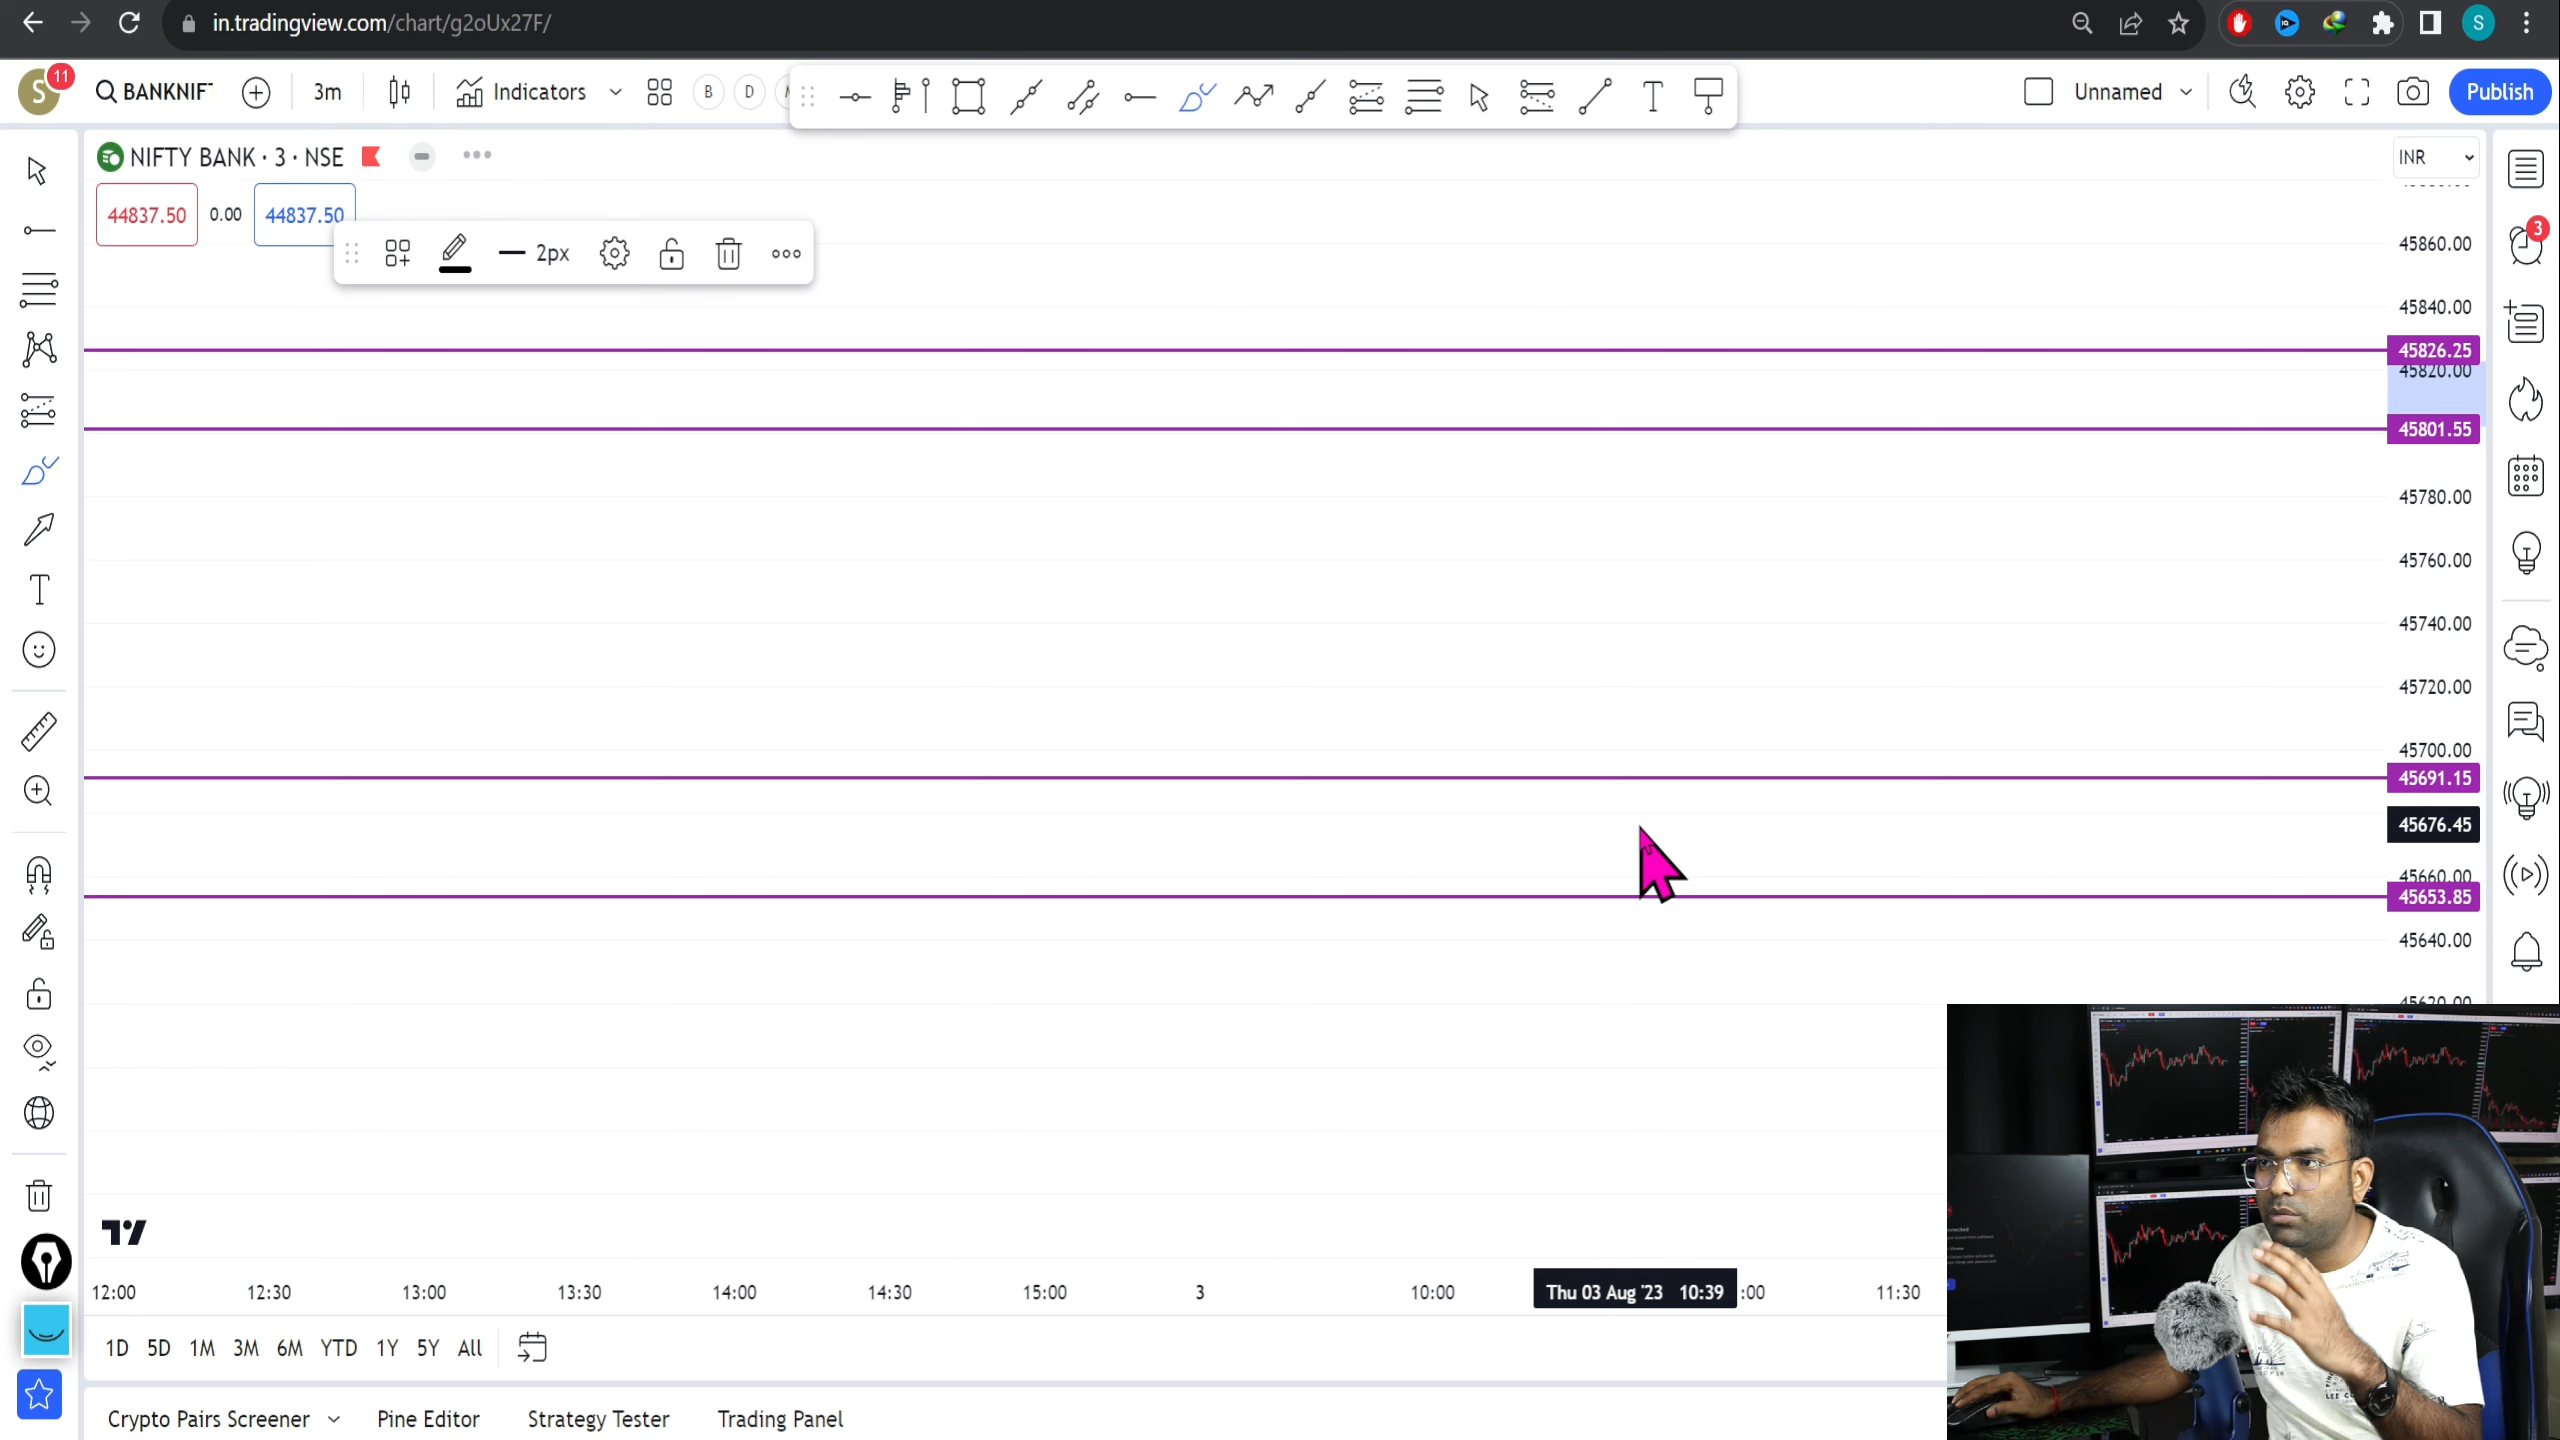 in.tradingview.com/chart/g2oUx27F/
S
S 11
BANKNIF
3m
Indicators
B
D
T
Unnamed
Publish
NIFTY BANK · 3 · NSE
INR
44837.50 0.00 44837.50
2px
45860.00
45840.00
45826.25
45820.00
45801.55
45780.00
45760.00
45740.00
45720.00
45700.00
45691.15
45676.45
45660.00
45653.85
45640.00
3
12:00 12:30 13:00 13:30 14:00 14:30 15:00 3 10:00 Thu 03 Aug '23 10:39 :00 11:30
1D 5D 1M 3M 6M YTD 1Y 5Y All
Crypto Pairs Screener Pine Editor Strategy Tester Trading Panel